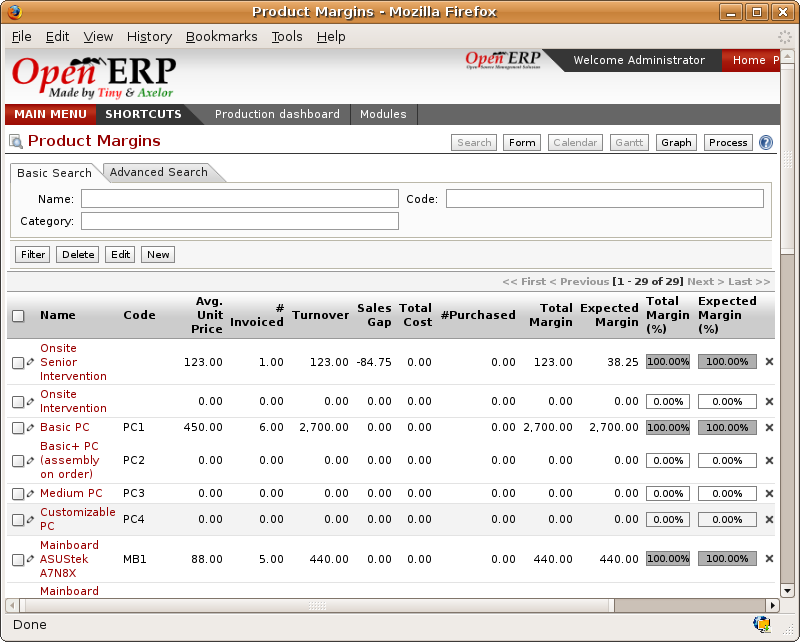 Product Margins - Mozilla Firefox
File Edit View History Bookmarks Tools Help
Open ERP
Made by Tiny & Axelor
Open ERP
Open Source Management Solution
Welcome Administrator
Home P
MAIN MENU SHORTCUTS Production dashboard Modules
Product Margins
Search Form Calendar Gantt Graph Process ?
Basic Search Advanced Search
Name: Code:
Category:
Filter Delete Edit New
<< First < Previous [1 - 29 of 29] Next > Last >>
Name Code Avg. Unit Price # Invoiced Turnover Sales Gap Total Cost #Purchased Total Margin Expected Margin Total Margin (%) Expected Margin (%)
Onsite Senior Intervention 123.00 1.00 123.00 -84.75 0.00 0.00 123.00 38.25 100.00% 100.00%
Onsite Intervention 0.00 0.00 0.00 0.00 0.00 0.00 0.00 0.00 0.00% 0.00%
Basic PC PC1 450.00 6.00 2,700.00 0.00 0.00 0.00 2,700.00 2,700.00 100.00% 100.00%
Basic+ PC (assembly on order) PC2 0.00 0.00 0.00 0.00 0.00 0.00 0.00 0.00 0.00% 0.00%
Medium PC PC3 0.00 0.00 0.00 0.00 0.00 0.00 0.00 0.00 0.00% 0.00%
Customizable PC PC4 0.00 0.00 0.00 0.00 0.00 0.00 0.00 0.00 0.00% 0.00%
Mainboard ASUStek A7N8X MB1 88.00 5.00 440.00 0.00 0.00 0.00 440.00 440.00 100.00% 100.00%
Mainboard
Done